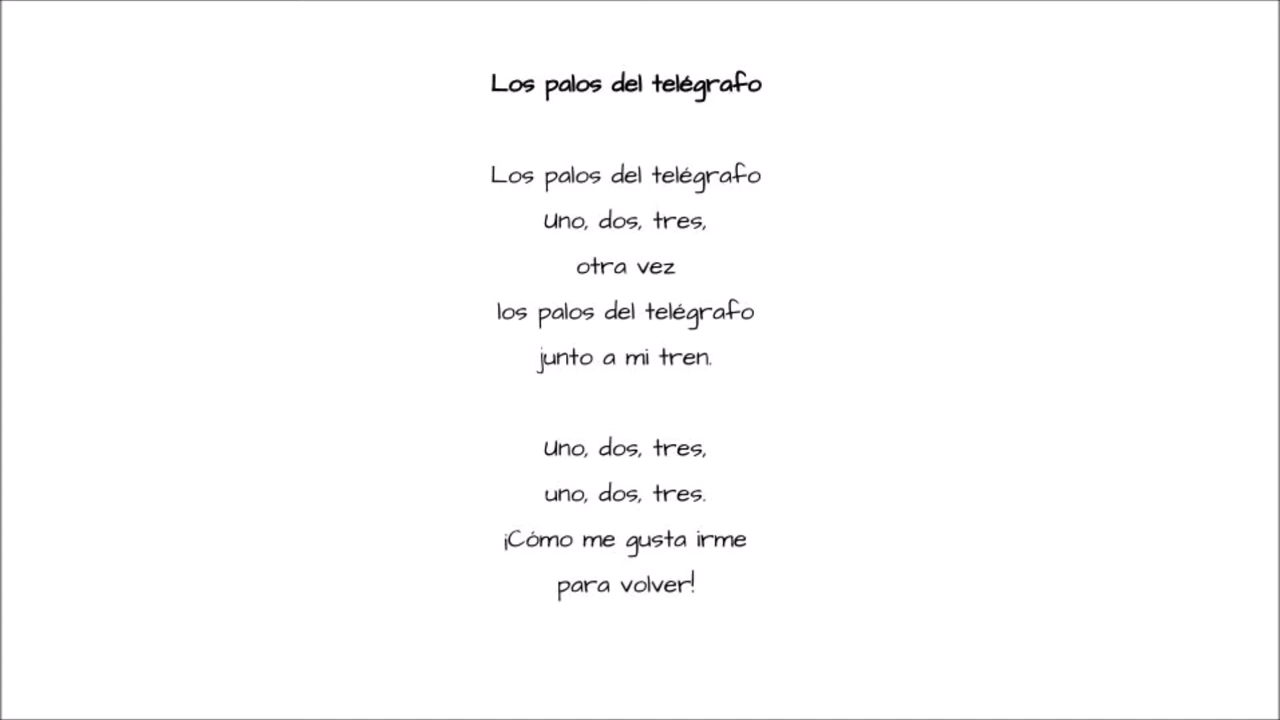 Los palos del telégrafo
Los palos del telégrafo
Uno, dos, tres,
otra vez
los palos del telégrafo
junto a mi tren.
Uno, dos, tres,
uno, dos, tres.
¡Cómo me gusta irme
para volver!